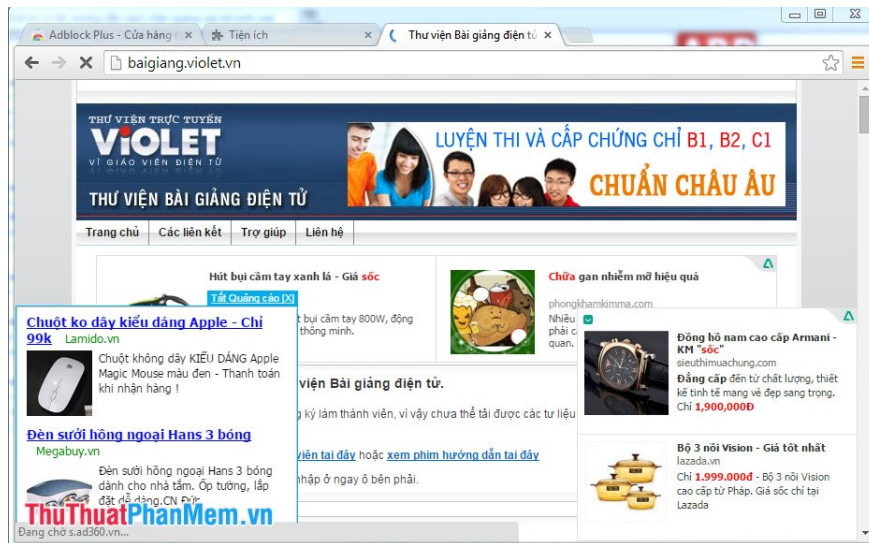 Adblock Plus - Cửa hàng
Tiện ích
Thư viện Bài giảng điện tử
baigiang.violet.vn
THƯ VIỆN TRỰC TUYẾN
ViOLET
VÌ GIÁO VIÊN ĐIỆN TỬ
THƯ VIỆN BÀI GIẢNG ĐIỆN TỬ
LUYỆN THI VÀ CẤP CHỨNG CHỈ B1, B2, C1
CHUẨN CHÂU ÂU
Trang chủ
Các liên kết
Trợ giúp
Liên hệ
Hút bụi cầm tay xanh lá - Giá sốc
Tắt Quảng cáo [X]
bụi cầm tay 800W, động
thông minh.
Chữa gan nhiễm mỡ hiệu quả
phongkhamkimma.com
Nhiều
phải
quan.
Chuột ko dây kiểu dáng Apple - Chỉ
99k Lamido.vn
Chuột không dây KIỂU DÁNG Apple
Magic Mouse màu đen - Thanh toán
khi nhận hàng !
Đèn sưởi hồng ngoại Hans 3 bóng
Megabuy.vn
Đèn sưởi hồng ngoại Hans 3 bóng
dành cho nhà tắm. Ốp tường, lắp
đặt dễ dàng.CN Đức
viện Bài giảng điện tử.
ng ký làm thành viên, vì vậy chưa thể tải được các tư liệu
viên tại đây hoặc xem phim hướng dẫn tại đây
nhập ở ngay ô bên phải.
Đồng hồ nam cao cấp Armani -
KM "sốc"
sieuthimuachung.com
Đẳng cấp đến từ chất lượng, thiết
kế tinh tế mang vẻ đẹp sang trọng.
Chỉ 1,900,000Đ
Bộ 3 nồi Vision - Giá tốt nhất
lazada.vn
Chỉ 1.999.000đ - Bộ 3 nồi Vision
cao cấp từ Pháp. Giá sốc chỉ tại
Lazada
ThuThuatPhanMem.vn
Đang chờ s.ad360.vn...